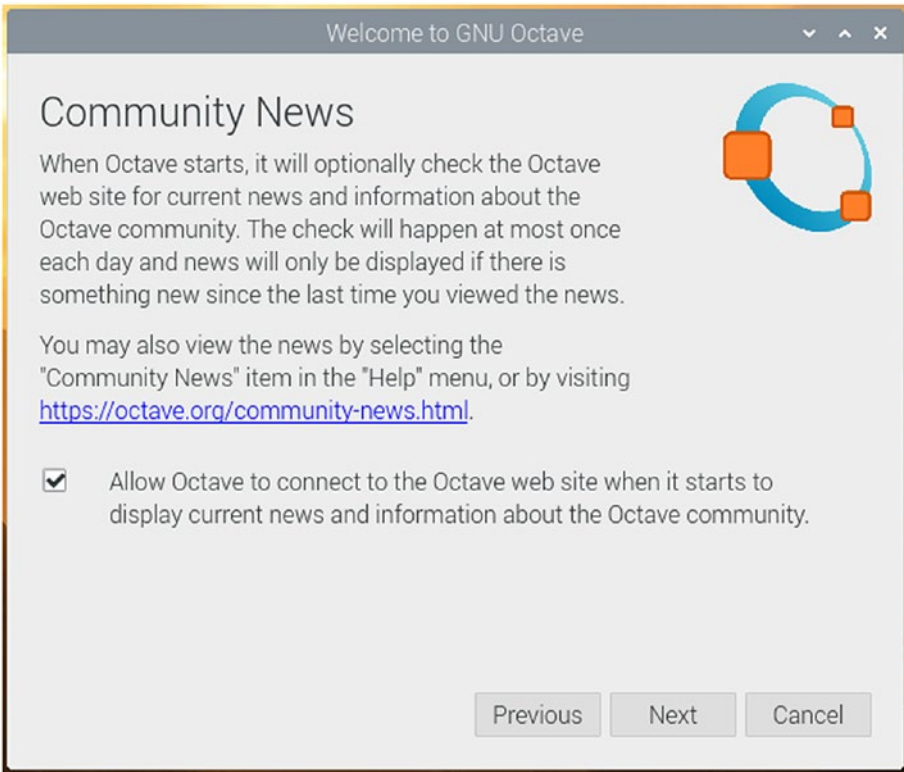 Welcome to GNU Octave
Community News
When Octave starts, it will optionally check the Octave
web site for current news and information about the
Octave community. The check will happen at most once
each day and news will only be displayed if there is
something new since the last time you viewed the news.
You may also view the news by selecting the
"Community News" item in the "Help" menu, or by visiting
https://octave.org/community-news.html.
Allow Octave to connect to the Octave web site when it starts to
display current news and information about the Octave community.
Previous Next Cancel